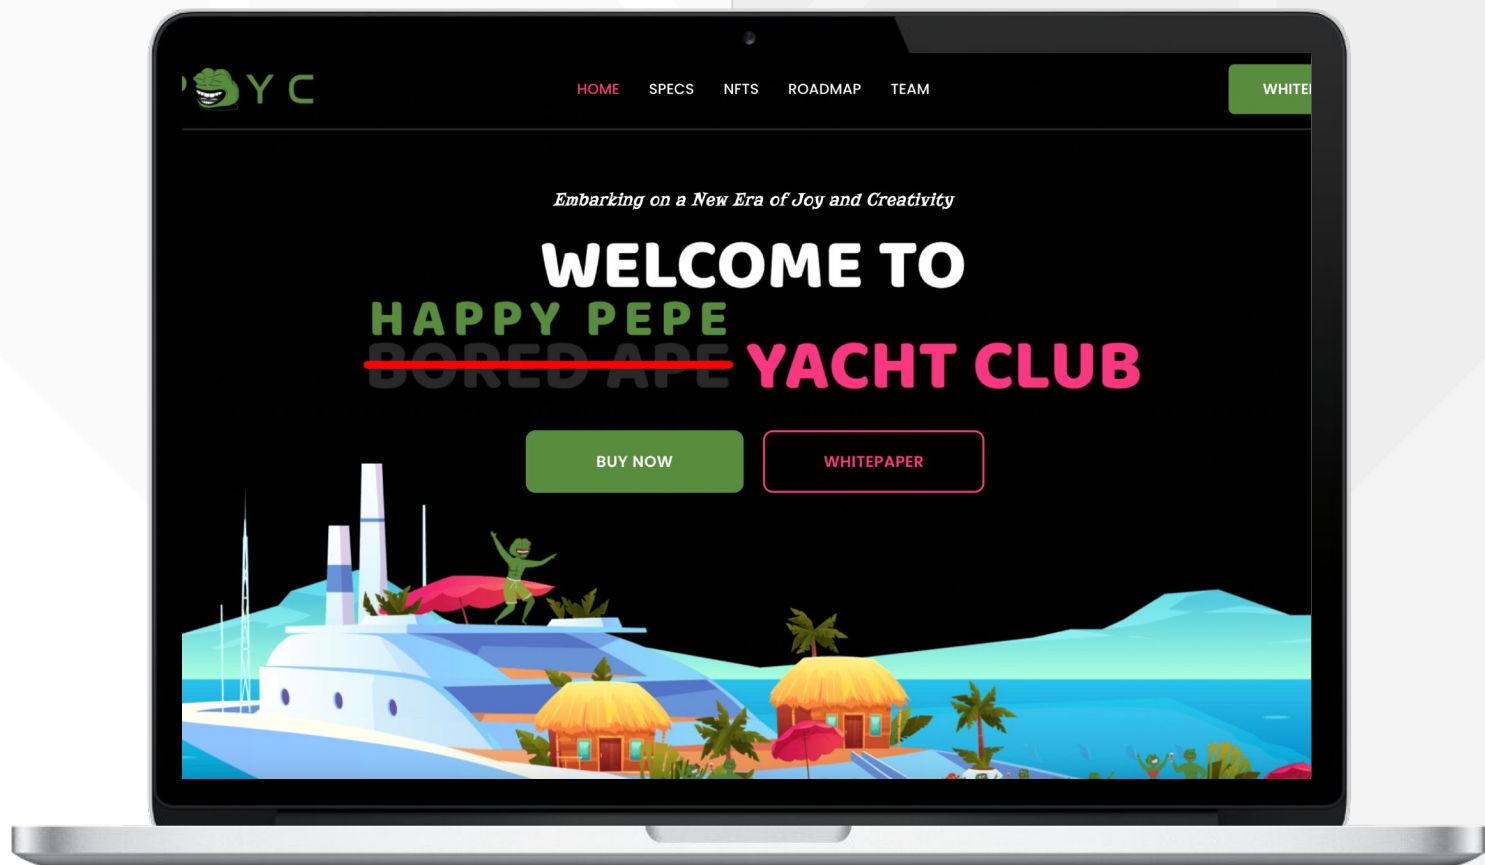 Y C
HOME SPECS NFTS ROADMAP TEAM
Embarking on a New Era of Joy and Creativity
WELCOME TO
HAPPY PEPE
BORED APE YACHT CLUB
BUY NOW WHITEPAPER